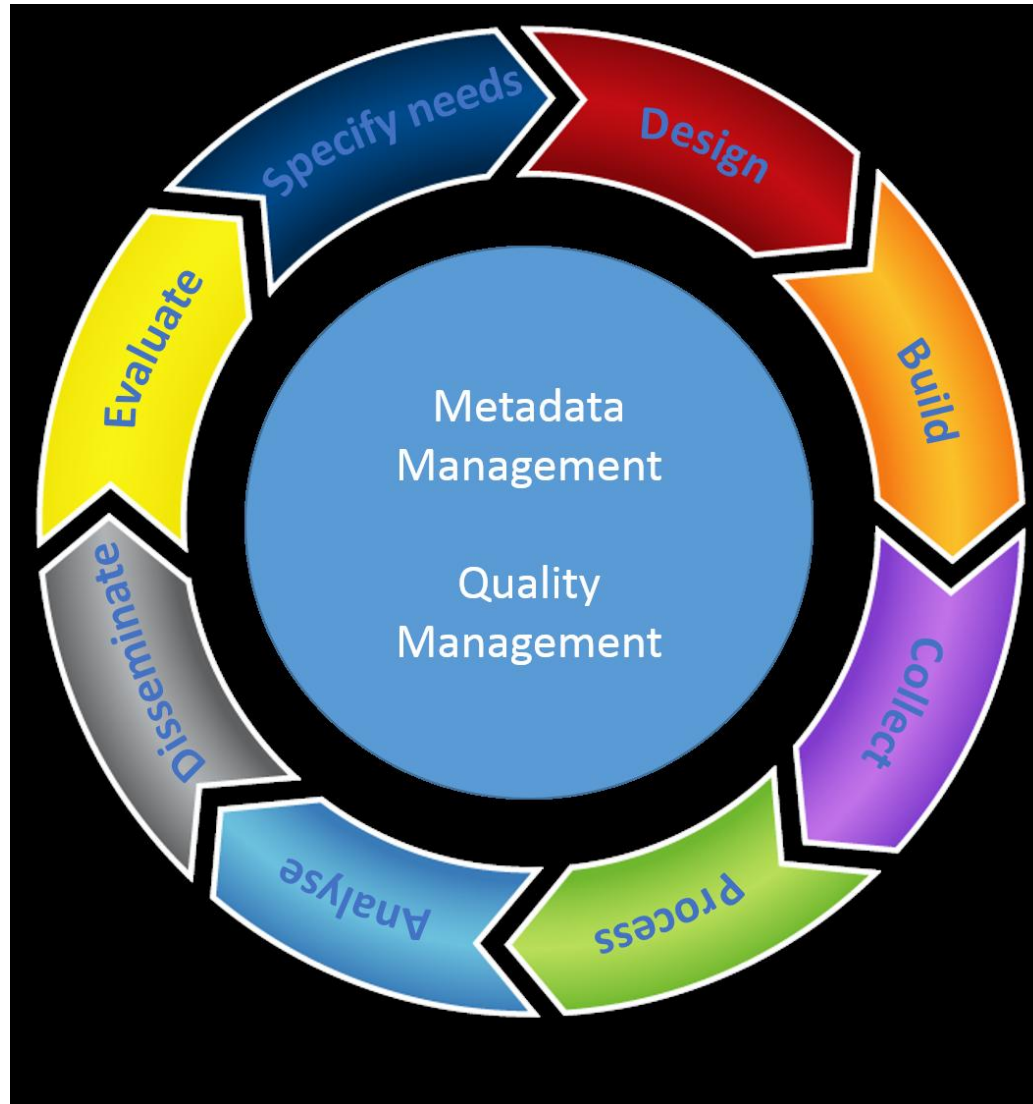 Specify needs
Design
Build
Collect
Process
Analyse
Disseminate
Evaluate
Metadata
Management
Quality
Management